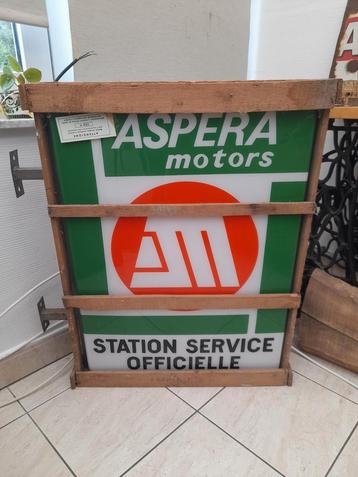 ASPERA
motors
STATION SERVICE
OFFICIELLE